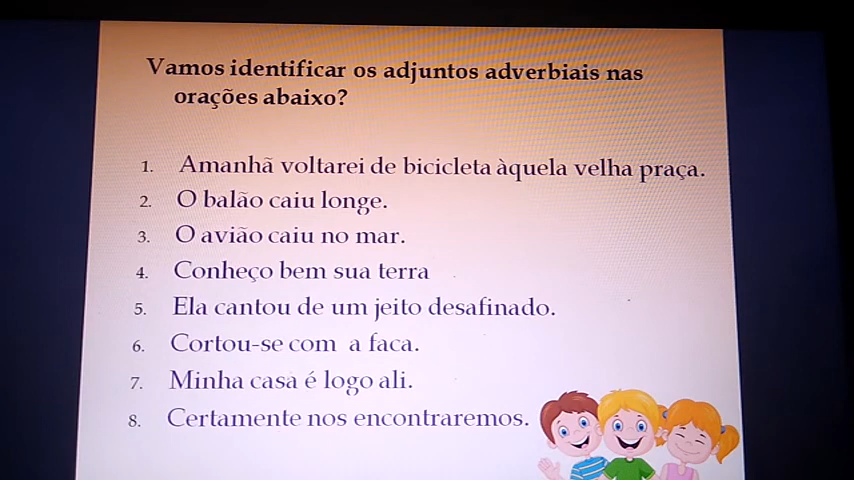 Vamos identificar os adjuntos adverbiais nas
orações abaixo?
1. Amanhã voltarei de bicicleta àquela velha praça.
2. O balão caiu longe.
3. O avião caiu no mar.
4. Conheço bem sua terra
5. Ela cantou de um jeito desafinado.
6. Cortou-se com a faca.
7. Minha casa é logo ali.
8. Certamente nos encontraremos.